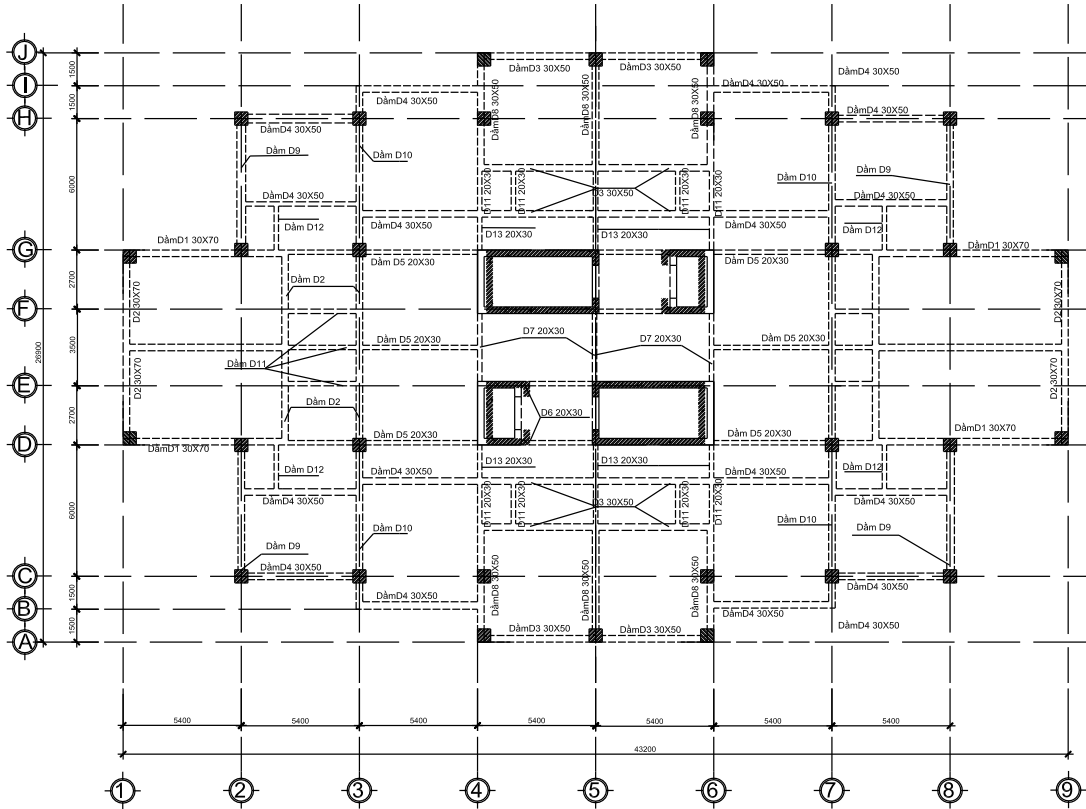 J
DầmD3 30X50
DầmD3 30X50
DầmD4 30X50
1500
I
DầmD4 30X50
DầmD8 30X50
DầmD8 30X50
DầmD8 30X50
DầmD4 30X50
1500
H
DầmD4 30X50
DầmD4 30X50
Dầm D9
Dầm D10
Dầm D10
Dầm D9
6000
DầmD4 30X50
D11 20X30
D11 20X30
D3 30X50
D11 20X30
D11 20X30
DầmD4 30X50
Dầm D12
DầmD4 30X50
D13 20X30
D13 20X30
DầmD4 30X50
Dầm D12
G
DầmD1 30X70
DầmD1 30X70
Dầm D5 20X30
Dầm D5 20X30
2700
D2 30X70
Dầm D2
D2 30X70
F
26900
3500
D7 20X30
D7 20X30
Dầm D5 20X30
Dầm D5 20X30
D2 30X70
Dầm D11
D2 30X70
E
2700
Dầm D2
D6 20X30
D
DầmD1 30X70
Dầm D5 20X30
Dầm D5 20X30
DầmD1 30X70
Dầm D12
DầmD4 30X50
D13 20X30
D13 20X30
DầmD4 30X50
Dầm D12
6000
DầmD4 30X50
D11 20X30
D11 20X30
D3 30X50
D11 20X30
D11 20X30
DầmD4 30X50
Dầm D9
Dầm D10
Dầm D10
Dầm D9
C
DầmD4 30X50
DầmD4 30X50
1500
DầmD8 30X50
DầmD8 30X50
DầmD8 30X50
B
DầmD4 30X50
DầmD4 30X50
1500
DầmD3 30X50
DầmD3 30X50
DầmD4 30X50
A
5400
5400
5400
5400
5400
5400
5400
43200
1
2
3
4
5
6
7
8
9